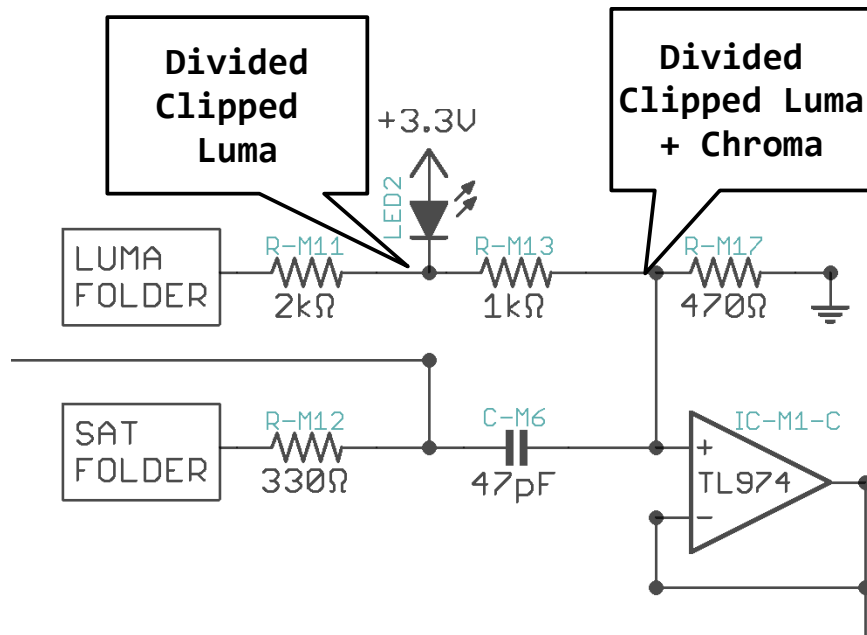 Divided
Clipped
Luma
Divided
Clipped Luma
+ Chroma
+3.3V
LED2
LUMA
FOLDER
R-M11
2kΩ
R-M13
1kΩ
R-M17
470Ω
SAT
FOLDER
R-M12
330Ω
C-M6
47pF
IC-M1-C
+
TL974
-